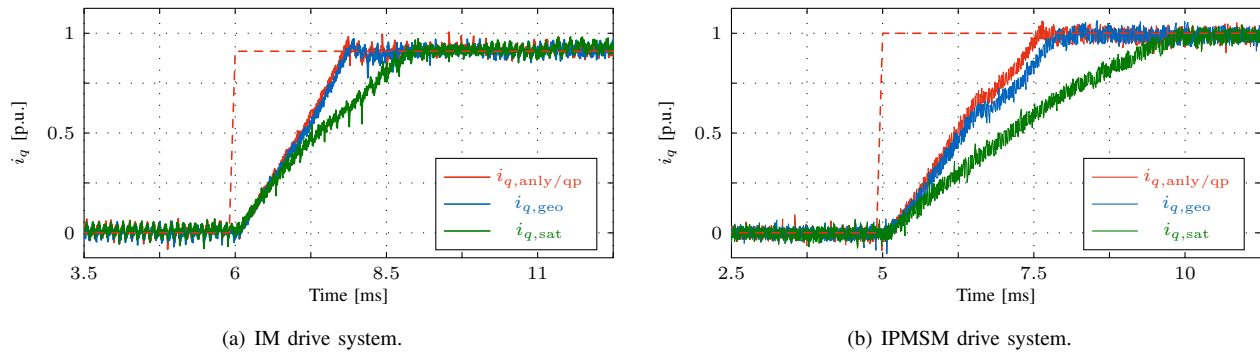 1
0.5
0
i_q [p.u.]
i_q,anly/qp
i_q,geo
i_q,sat
3.5 6 8.5 11
Time [ms]
(a) IM drive system.
1
0.5
0
i_q [p.u.]
i_q,anly/qp
i_q,geo
i_q,sat
2.5 5 7.5 10
Time [ms]
(b) IPMSM drive system.